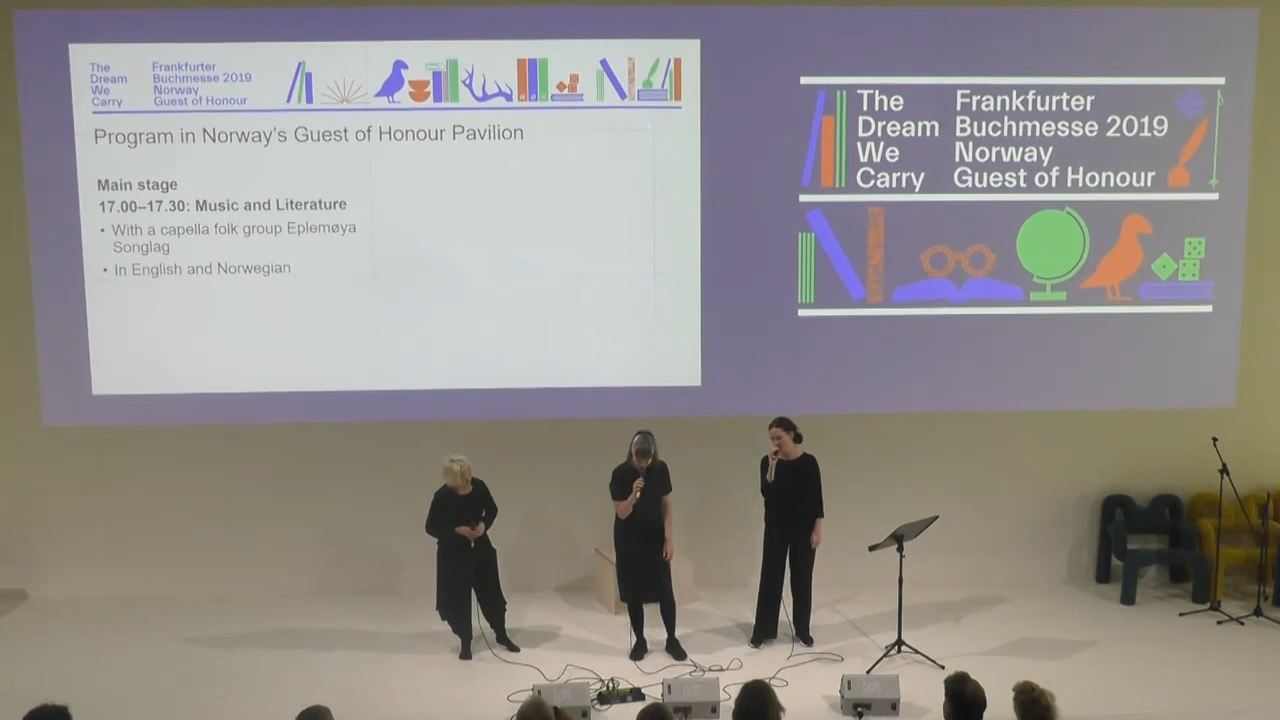 The
Dream
We
Carry
Frankfurter
Buchmesse 2019
Norway
Guest of Honour
Program in Norway's Guest of Honour Pavilion
Main stage
17.00–17.30: Music and Literature
• With a capella folk group Eplemøya
Songlag
• In English and Norwegian
The
Dream
We
Carry
Frankfurter
Buchmesse 2019
Norway
Guest of Honour